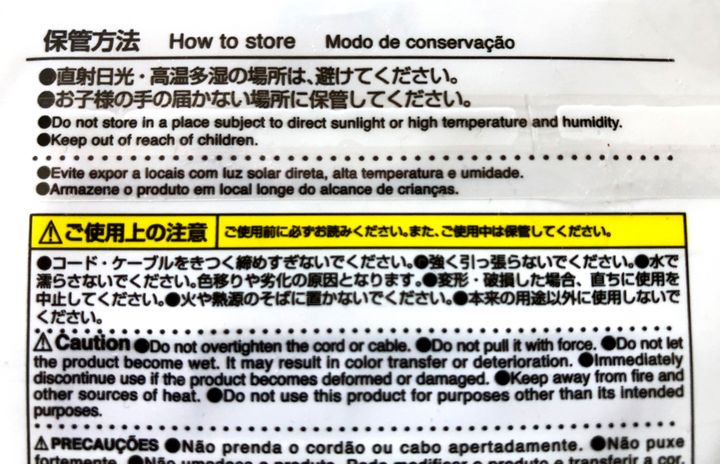 保管方法 How to store Modo de conservação
●直射日光・高温多湿の場所は、避けてください。
●お子様の手の届かない場所に保管してください。
●Do not store in a place subject to direct sunlight or high temperature and humidity.
●Keep out of reach of children.
●Evite expor a locais com luz solar direta, alta temperatura e umidade.
●Armazene o produto em local longe do alcance de crianças.
⚠ご使用上の注意 ご使用前に必ずお読みください。また、ご使用中は保管してください。
●コード・ケーブルをきつく締めすぎないでください。●強く引っ張らないでください。●水で
濡らさないでください。色移りや劣化の原因となります。●変形・破損した場合、直ちに使用を
中止してください。●火や熱源のそばに置かないでください。●本来の用途以外に使用しないで
ください。
⚠Caution ●Do not overtighten the cord or cable. ●Do not pull it with force. ●Do not let
the product become wet. It may result in color transfer or deterioration. ●Immediately
discontinue use if the product becomes deformed or damaged. ●Keep away from fire and
other sources of heat. ●Do not use this product for purposes other than its intended
purposes.
⚠PRECAUÇÕES ●Não prenda o cordão ou cabo apertadamente. ●Não puxe
fortemente. ●Não umedeça o produto. Pode modificar o produto e transferir a cor.